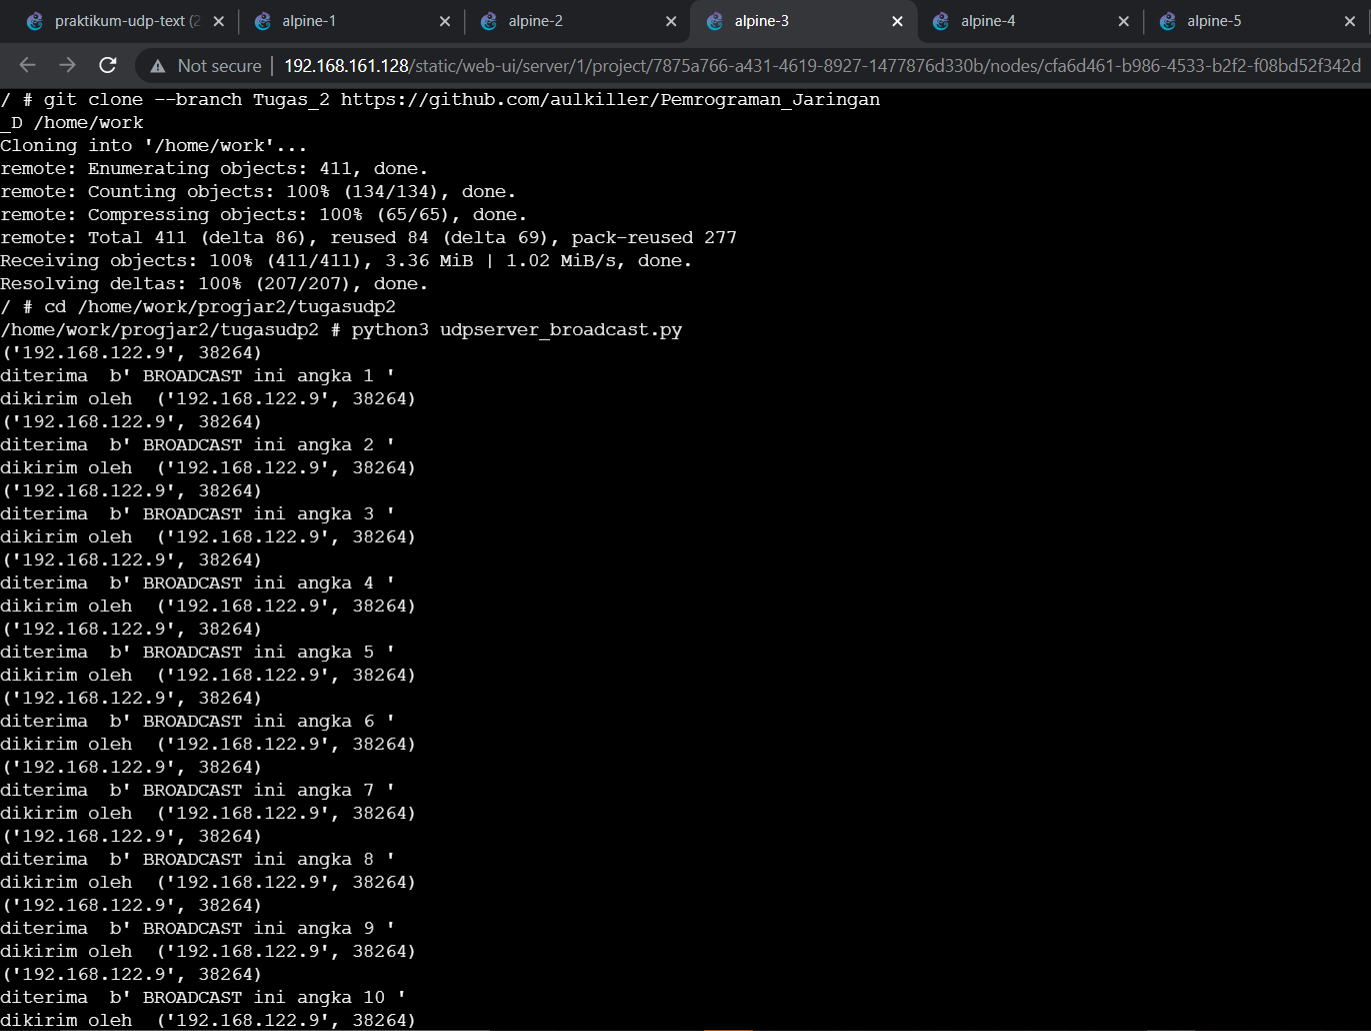 praktikum-udp-text (2
alpine-1
alpine-2
alpine-3
alpine-4
alpine-5
Not secure | 192.168.161.128/static/web-ui/server/1/project/7875a766-a431-4619-8927-1477876d330b/nodes/cfa6d461-b986-4533-b2f2-f08bd52f342d
/ # git clone --branch Tugas_2 https://github.com/aulkiller/Pemrograman_Jaringan
_D /home/work
Cloning into '/home/work'...
remote: Enumerating objects: 411, done.
remote: Counting objects: 100% (134/134), done.
remote: Compressing objects: 100% (65/65), done.
remote: Total 411 (delta 86), reused 84 (delta 69), pack-reused 277
Receiving objects: 100% (411/411), 3.36 MiB | 1.02 MiB/s, done.
Resolving deltas: 100% (207/207), done.
/ # cd /home/work/progjar2/tugasudp2
/home/work/progjar2/tugasudp2 # python3 udpserver_broadcast.py
('192.168.122.9', 38264)
diterima  b' BROADCAST ini angka 1 '
dikirim oleh  ('192.168.122.9', 38264)
('192.168.122.9', 38264)
diterima  b' BROADCAST ini angka 2 '
dikirim oleh  ('192.168.122.9', 38264)
('192.168.122.9', 38264)
diterima  b' BROADCAST ini angka 3 '
dikirim oleh  ('192.168.122.9', 38264)
('192.168.122.9', 38264)
diterima  b' BROADCAST ini angka 4 '
dikirim oleh  ('192.168.122.9', 38264)
('192.168.122.9', 38264)
diterima  b' BROADCAST ini angka 5 '
dikirim oleh  ('192.168.122.9', 38264)
('192.168.122.9', 38264)
diterima  b' BROADCAST ini angka 6 '
dikirim oleh  ('192.168.122.9', 38264)
('192.168.122.9', 38264)
diterima  b' BROADCAST ini angka 7 '
dikirim oleh  ('192.168.122.9', 38264)
('192.168.122.9', 38264)
diterima  b' BROADCAST ini angka 8 '
dikirim oleh  ('192.168.122.9', 38264)
('192.168.122.9', 38264)
diterima  b' BROADCAST ini angka 9 '
dikirim oleh  ('192.168.122.9', 38264)
('192.168.122.9', 38264)
diterima  b' BROADCAST ini angka 10 '
dikirim oleh  ('192.168.122.9', 38264)